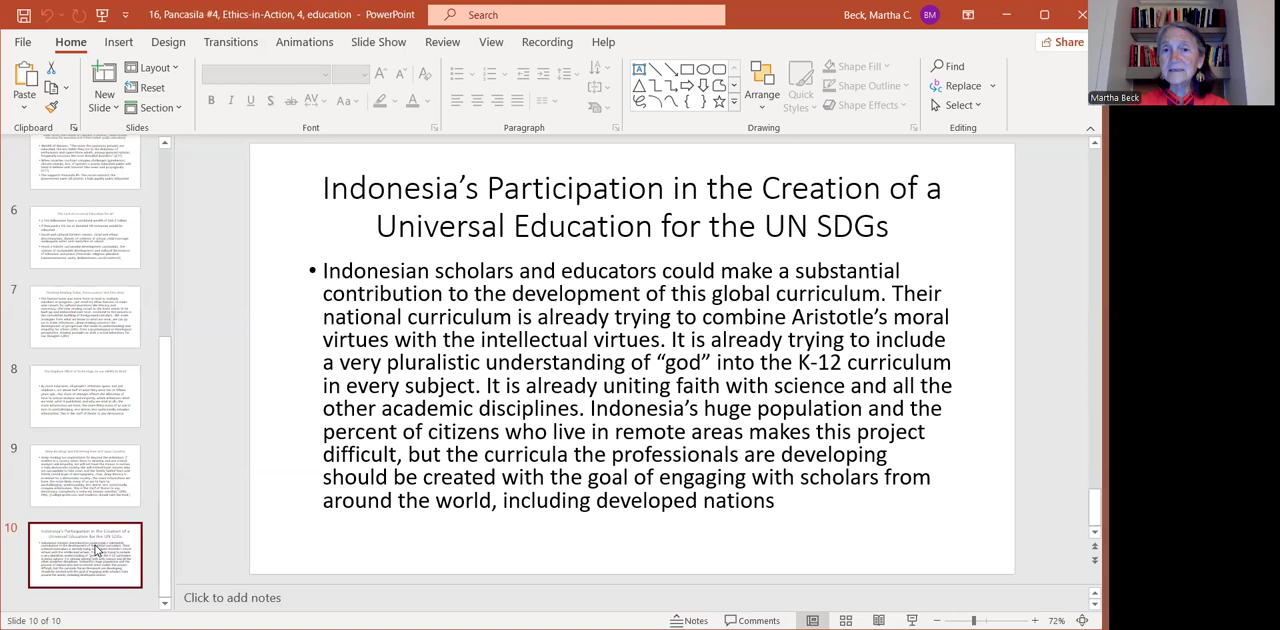 16, Pancasila #4, Ethics-in-Action, 4, education - PowerPoint
Search
Beck, Martha C.
BM
File
Home
Insert
Design
Transitions
Animations
Slide Show
Review
View
Recording
Help
Share
Paste
New
Slide
Layout
Reset
Section
Arrange
Quick
Styles
Shape Fill
Shape Outline
Shape Effects
Find
Replace
Select
Clipboard
Slides
Font
Paragraph
Drawing
Editing
Martha Beck
6
7
8
9
10
Indonesia's Participation in the Creation of a
Universal Education for the UN SDGs
• Indonesian scholars and educators could make a substantial
contribution to the development of this global curriculum. Their
national curriculum is already trying to combine Aristotle's moral
virtues with the intellectual virtues. It is already trying to include
a very pluralistic understanding of "god" into the K-12 curriculum
in every subject. It is already uniting faith with science and all the
other academic disciplines. Indonesia's huge population and the
percent of citizens who live in remote areas makes this project
difficult, but the curricula the professionals are developing
should be created with the goal of engaging with scholars from
around the world, including developed nations
Click to add notes
Slide 10 of 10
Notes
Comments
72%